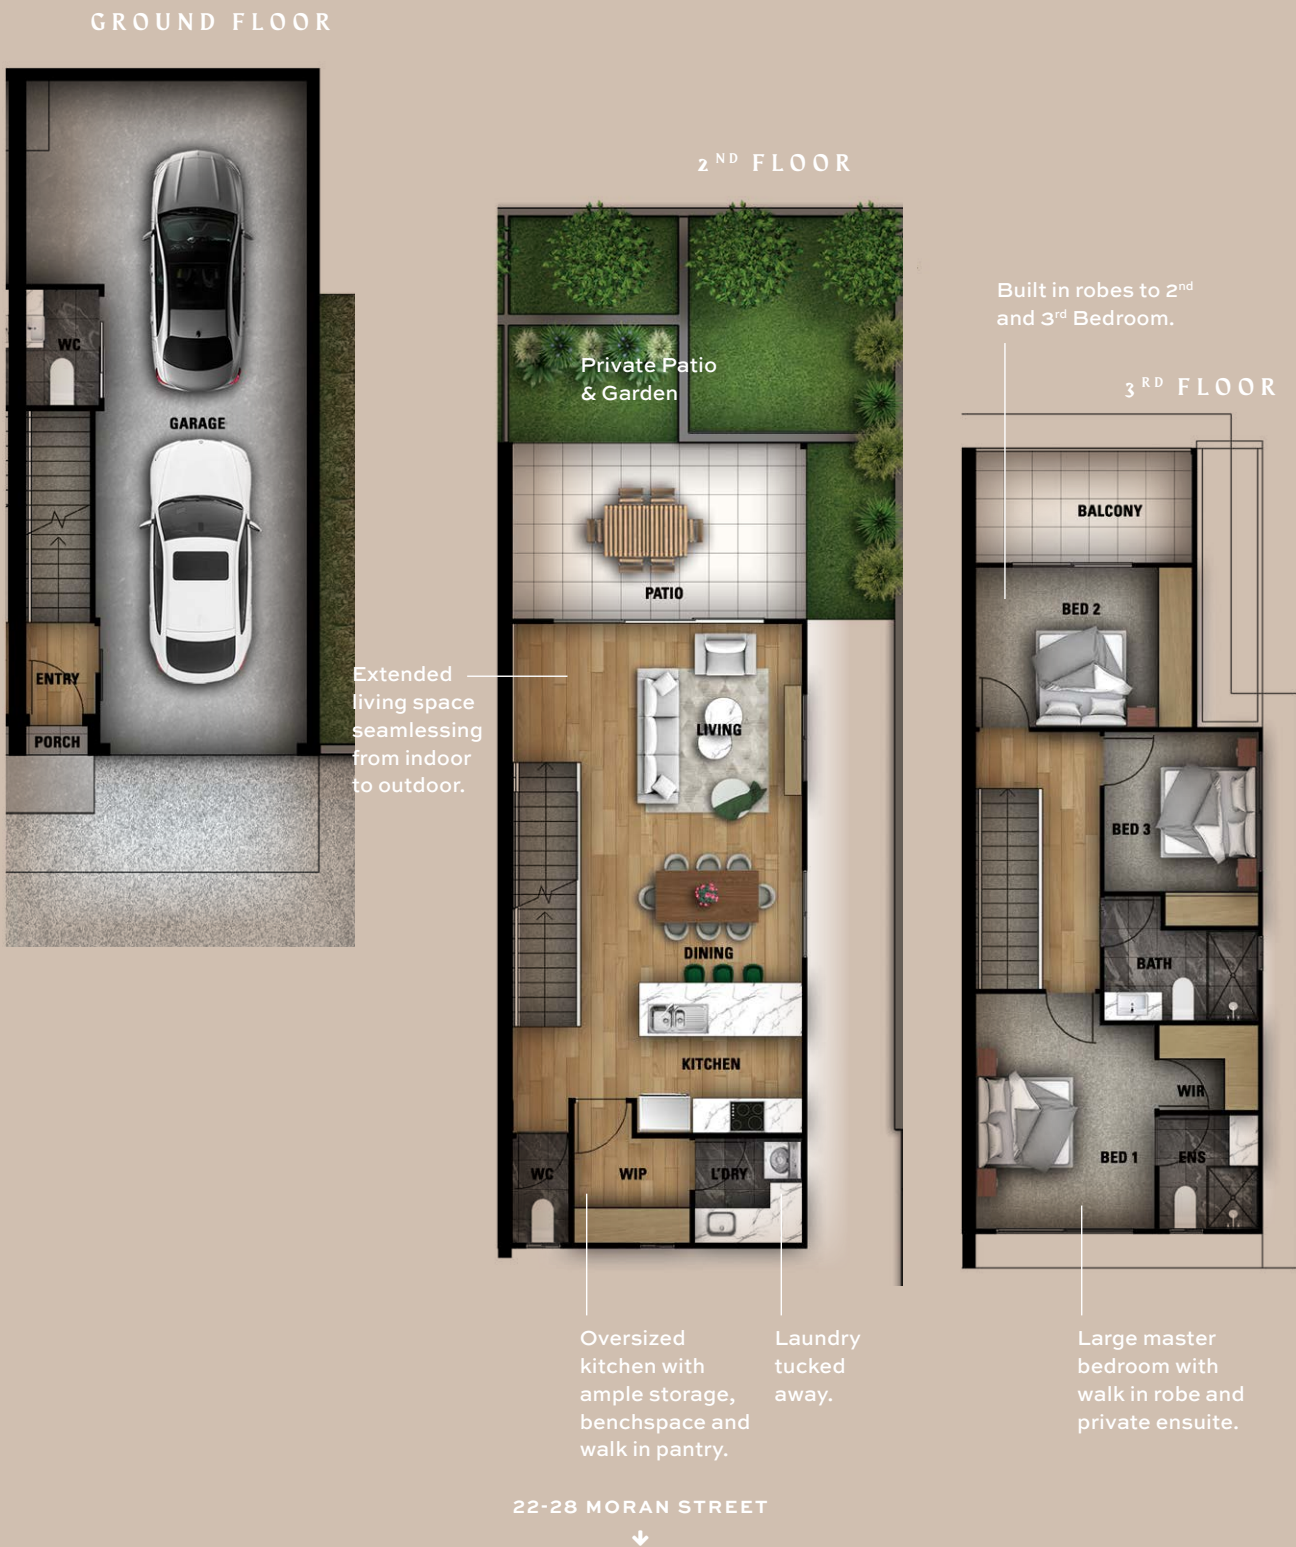 GROUND FLOOR
WC
GARAGE
ENTRY
PORCH
2ND FLOOR
Private Patio
& Garden
PATIO
Extended
living space
seamlessing
from indoor
to outdoor.
LIVING
DINING
KITCHEN
WC
WIP
L'DRY
Oversized
kitchen with
ample storage,
benchspace and
walk in pantry.
Laundry
tucked
away.
Built in robes to 2nd
and 3rd Bedroom.
3RD FLOOR
BALCONY
BED 2
BED 3
BATH
WIR
BED 1
ENS
Large master
bedroom with
walk in robe and
private ensuite.
22-28 MORAN STREET